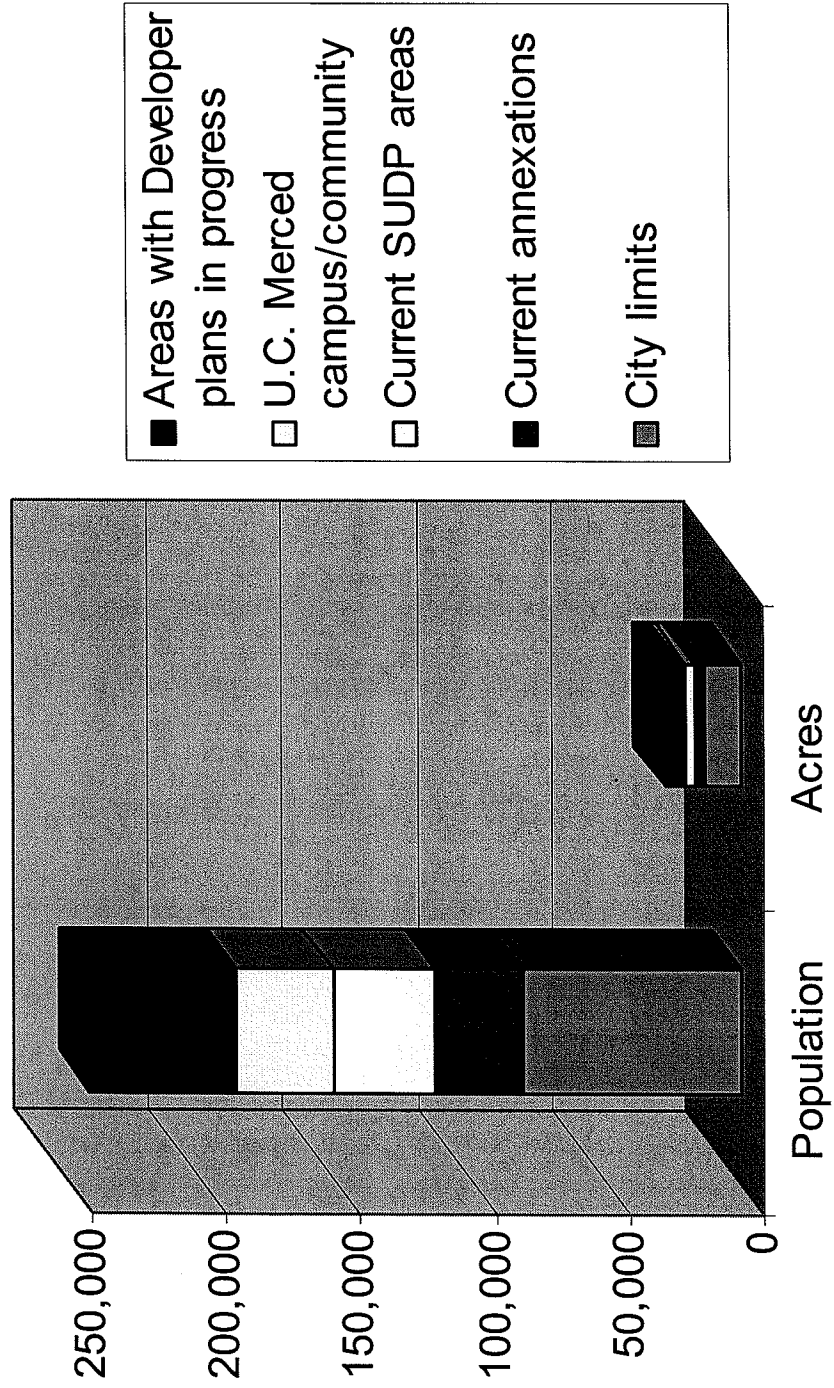 250,000
200,000
150,000
100,000
50,000
0
Population
Acres
Areas with Developer
plans in progress
U.C. Merced
campus/community
Current SUDP areas
Current annexations
City limits